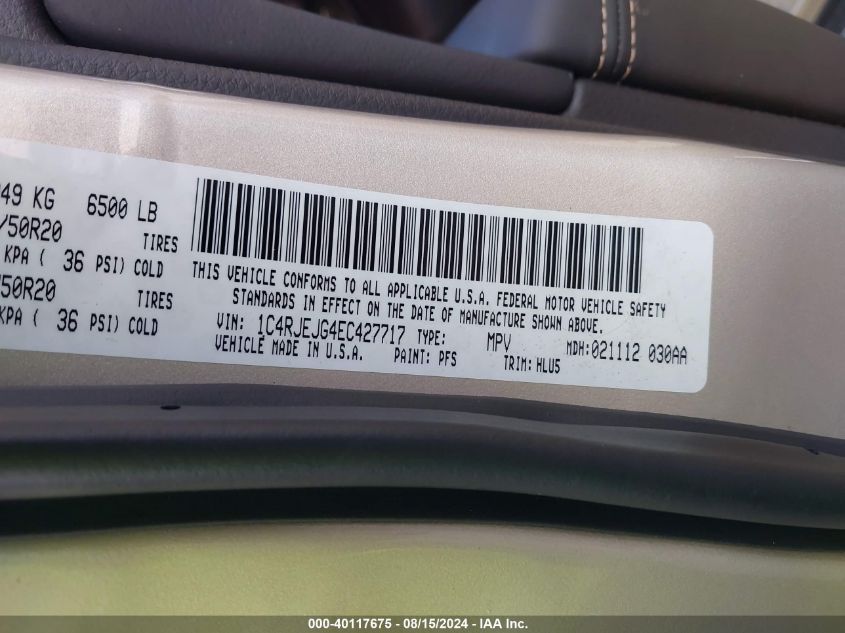 49 KG 6500 LB
/50R20 TIRES
KPA ( 36 PSI) COLD
/50R20 TIRES
KPA ( 36 PSI) COLD
THIS VEHICLE CONFORMS TO ALL APPLICABLE U.S.A. FEDERAL MOTOR VEHICLE SAFETY
STANDARDS IN EFFECT ON THE DATE OF MANUFACTURE SHOWN ABOVE.
VIN: 1C4RJEJG4EC427717 TYPE: MPV MDH:021112 030AA
VEHICLE MADE IN U.S.A. PAINT: PFS TRIM: HLU5
000-40117675 - 08/15/2024 - IAA Inc.